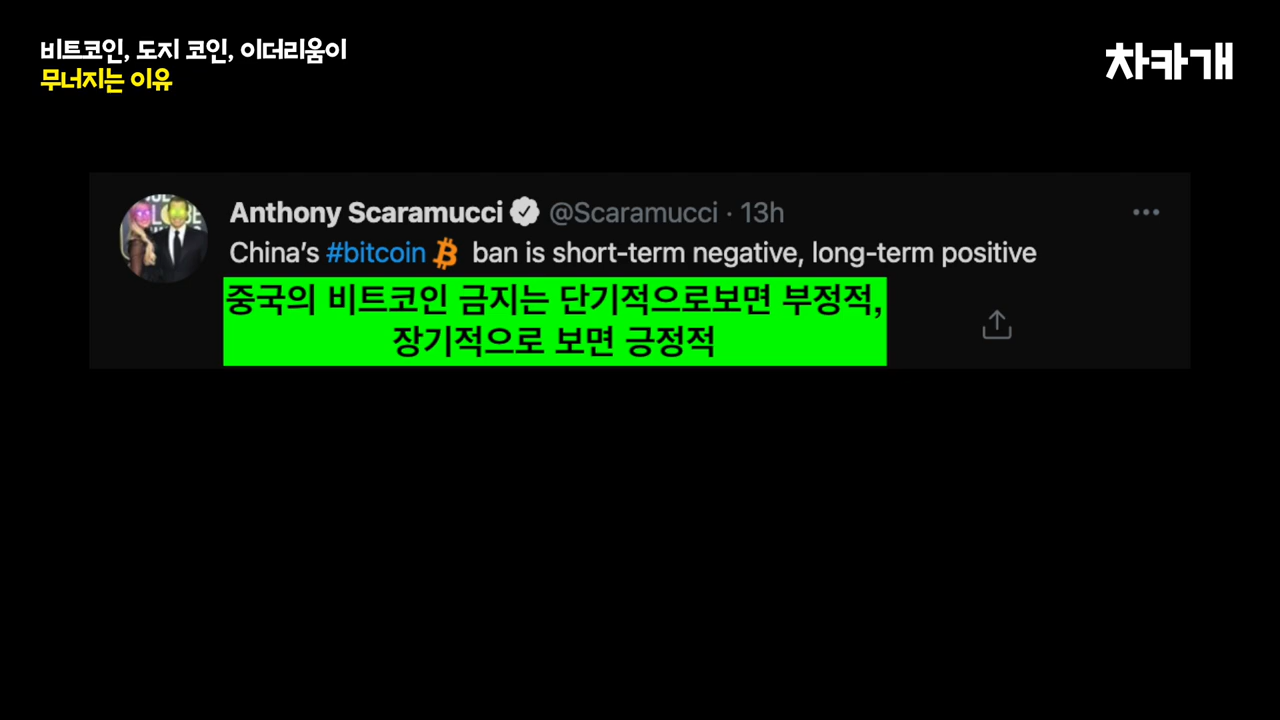 비트코인, 도지 코인, 이더리움이
무너지는 이유
차카개
Anthony Scaramucci @Scaramucci · 13h
China’s #bitcoin ban is short-term negative, long-term positive
중국의 비트코인 금지는 단기적으로보면 부정적,
장기적으로 보면 긍정적